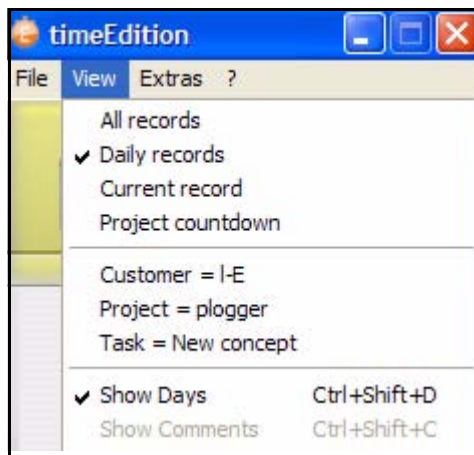 timeEdition
File View Extras ?
All records
✓ Daily records
Current record
Project countdown
Customer = l-E
Project = plogger
Task = New concept
✓ Show Days Ctrl+Shift+D
Show Comments Ctrl+Shift+C